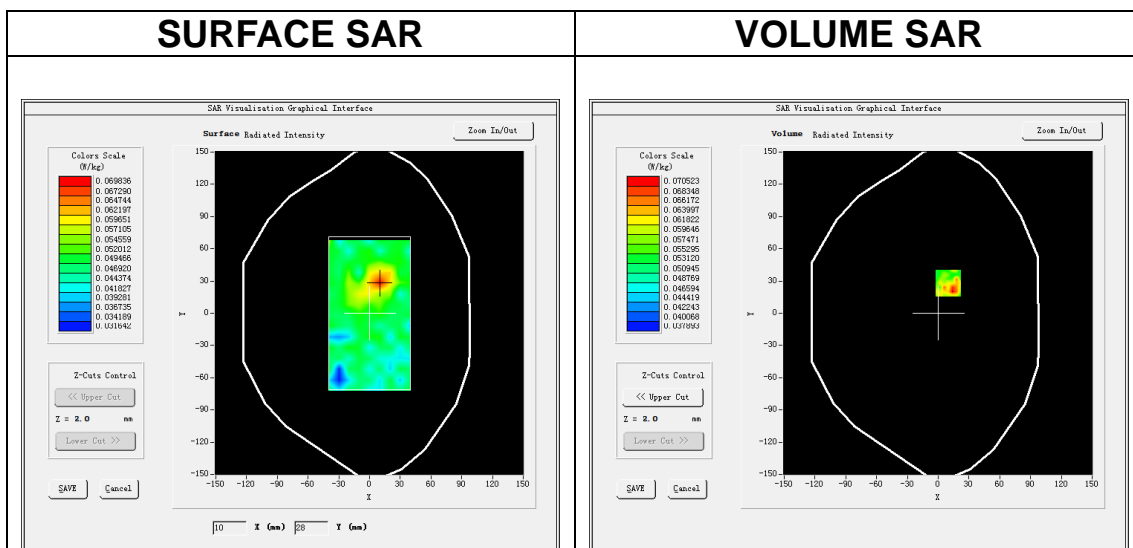 SURFACE SAR
VOLUME SAR
SAR Visualisation Graphical Interface
Surface Radiated Intensity
Zoom In/Out
Colors Scale
(W/kg)
0.069836
0.067290
0.064744
0.062197
0.059651
0.057105
0.054559
0.052012
0.049466
0.046920
0.044374
0.041827
0.039281
0.036735
0.034189
0.031642
150
120
90
60
30
0
-30
-60
-90
-120
-150
Y
-150 -120 -90 -60 -30 0 30 60 90 120 150
X
Z-Cuts Control
<< Upper Cut
Z = 2.0 mm
Lower Cut >>
SAVE Cancel
10 X (mm) 28 Y (mm)
SAR Visualisation Graphical Interface
Volume Radiated Intensity
Zoom In/Out
Colors Scale
(W/kg)
0.070523
0.068348
0.066172
0.063997
0.061822
0.059646
0.057471
0.055295
0.053120
0.050945
0.048769
0.046594
0.044419
0.042243
0.040068
0.037893
150
120
90
60
30
0
-30
-60
-90
-120
-150
Y
-150 -120 -90 -60 -30 0 30 60 90 120 150
X
Z-Cuts Control
<< Upper Cut
Z = 2.0 mm
Lower Cut >>
SAVE Cancel